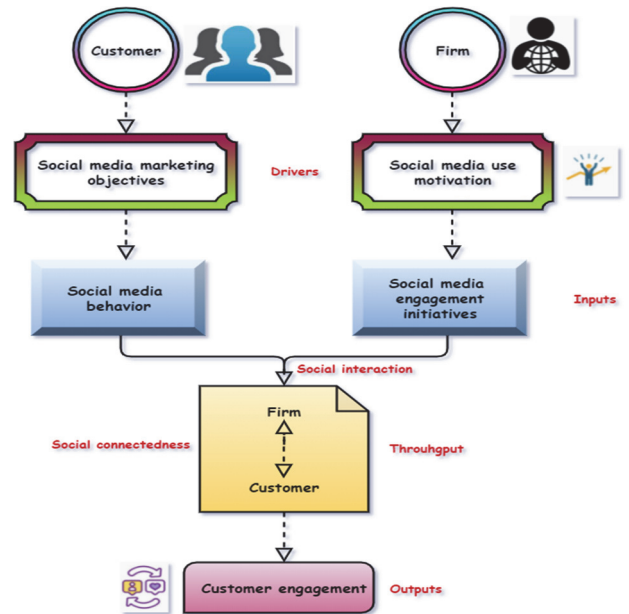 Customer
Firm
Social media marketing
objectives
Drivers
Social media use
motivation
Social media
behavior
Social media
engagement
initiatives
Inputs
Social interaction
Firm
Social connectedness
Throuhgput
Customer
Customer engagement
Outputs